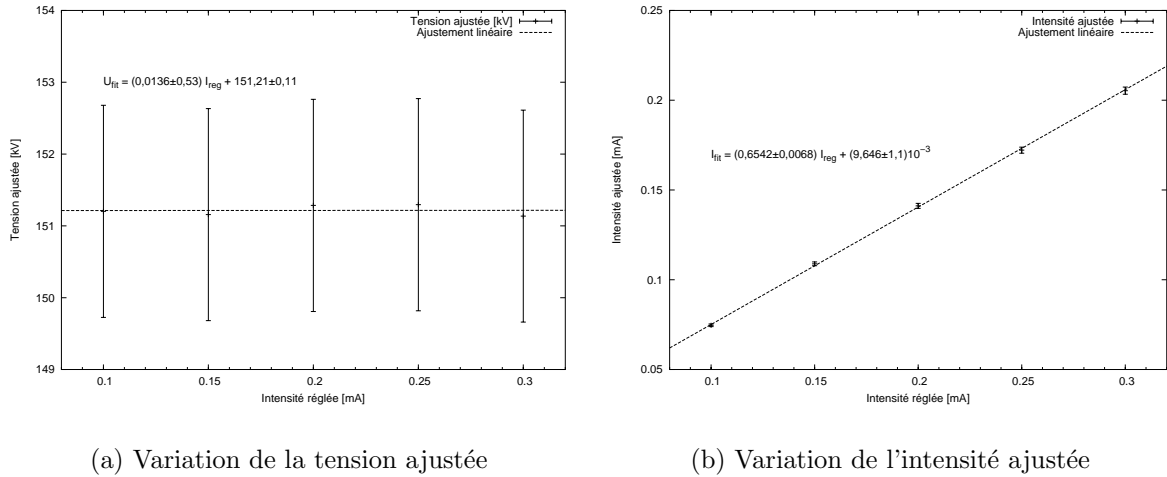 154
153
152
151
150
149
0.1 0.15 0.2 0.25 0.3
Tension ajustée [kV]
Intensité réglée [mA]
Tension ajustée [kV]
Ajustement linéaire
U_fit = (0,0136±0,53) I_reg + 151,21±0,11
(a) Variation de la tension ajustée
0.25
0.2
0.15
0.1
0.05
0.1 0.15 0.2 0.25 0.3
Intensité ajustée [mA]
Intensité réglée [mA]
Intensité ajustée
Ajustement linéaire
I_fit = (0,6542±0,0068) I_reg + (9,646±1,1)10^−3
(b) Variation de l'intensité ajustée